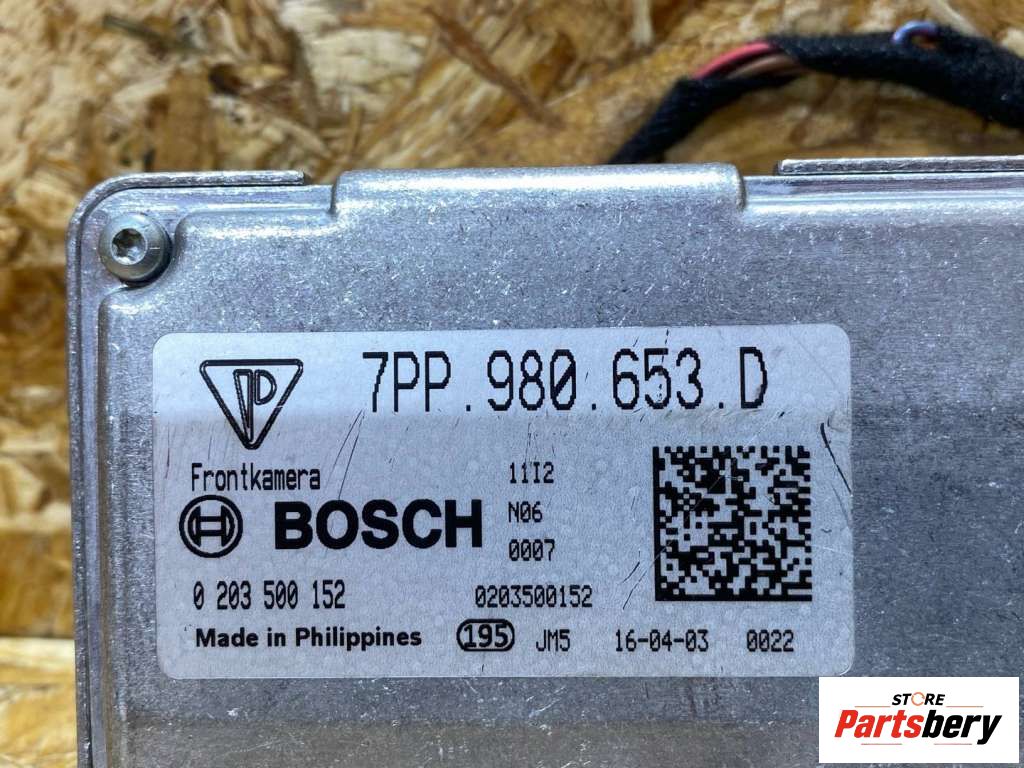 7PP.980.653.D
Frontkamera
11I2
BOSCH
N06
0007
0 203 500 152
0203500152
Made in Philippines
195
JM5
16-04-03
0022
STORE
Partsbery